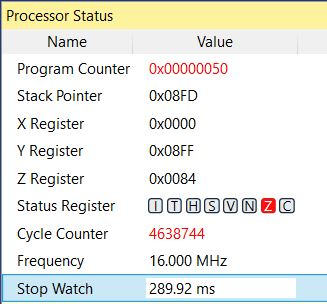 Processor Status
Name Value
Program Counter 0x00000050
Stack Pointer 0x08FD
X Register 0x0000
Y Register 0x08FF
Z Register 0x0084
Status Register I T H S V N Z C
Cycle Counter 4638744
Frequency 16.000 MHz
Stop Watch 289.92 ms